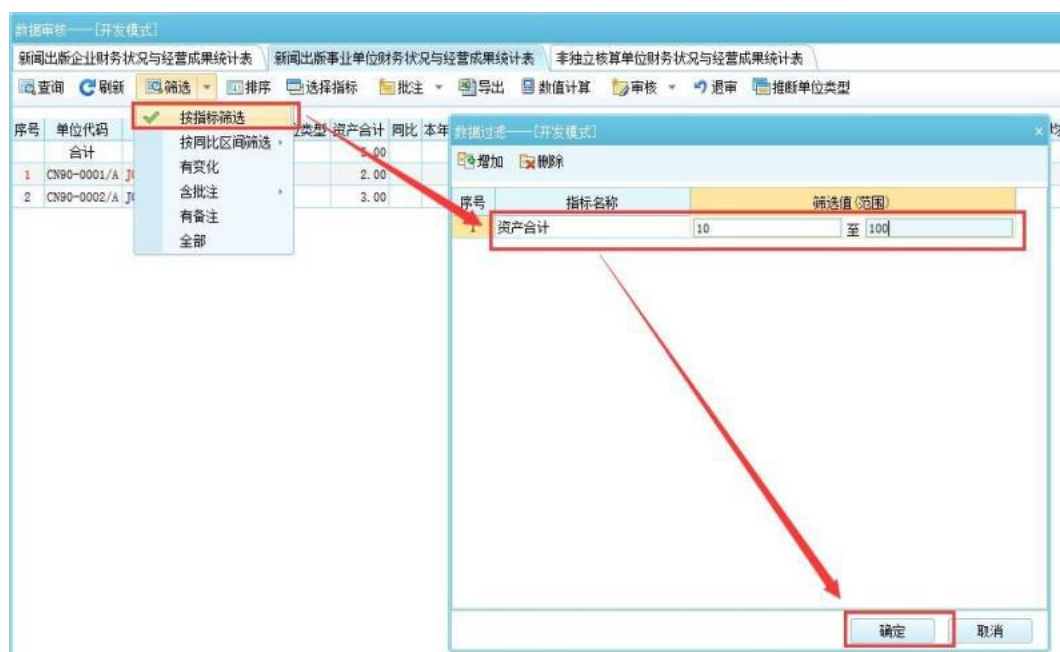 数据审核——[开发模式]
新闻出版企业财务状况与经营成果统计表 新闻出版事业单位财务状况与经营成果统计表 非独立核算单位财务状况与经营成果统计表
查询 刷新 筛选 排序 选择指标 批注 导出 数值计算 审核 退审 推断单位类型
序号 单位代码 类型 资产合计 同比 本年
合计 5.00
1 CN90-0001/A 2.00
2 CN90-0002/A 3.00
按指标筛选
按同比区间筛选
有变化
含批注
有备注
全部
数据过滤——[开发模式]
增加 删除
序号 指标名称 筛选值(范围)
1 资产合计 10 至 100
确定 取消